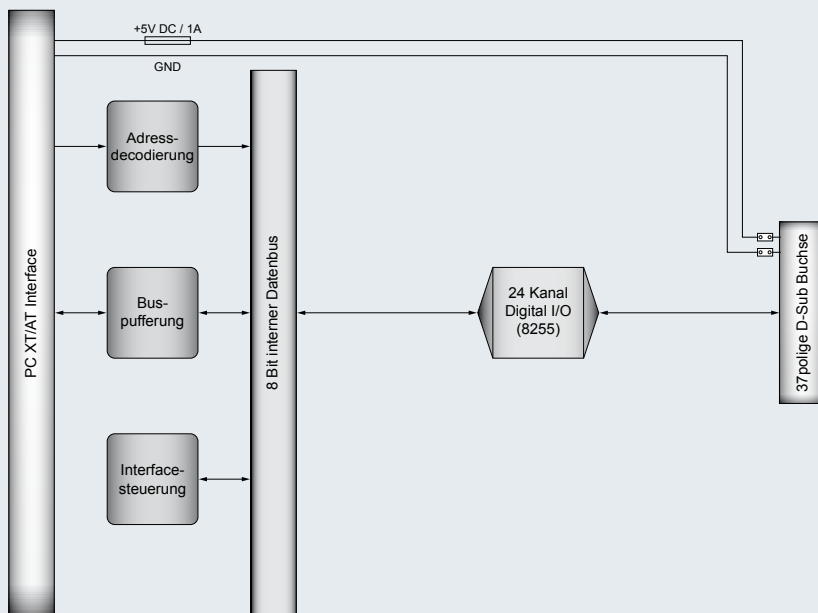 +5V DC / 1A
GND
PC XT/AT Interface
Adress-
decodierung
Bus-
pufferung
Interface-
steuerung
8 Bit interner Datenbus
24 Kanal
Digital I/O
(8255)
37polige D-Sub Buchse